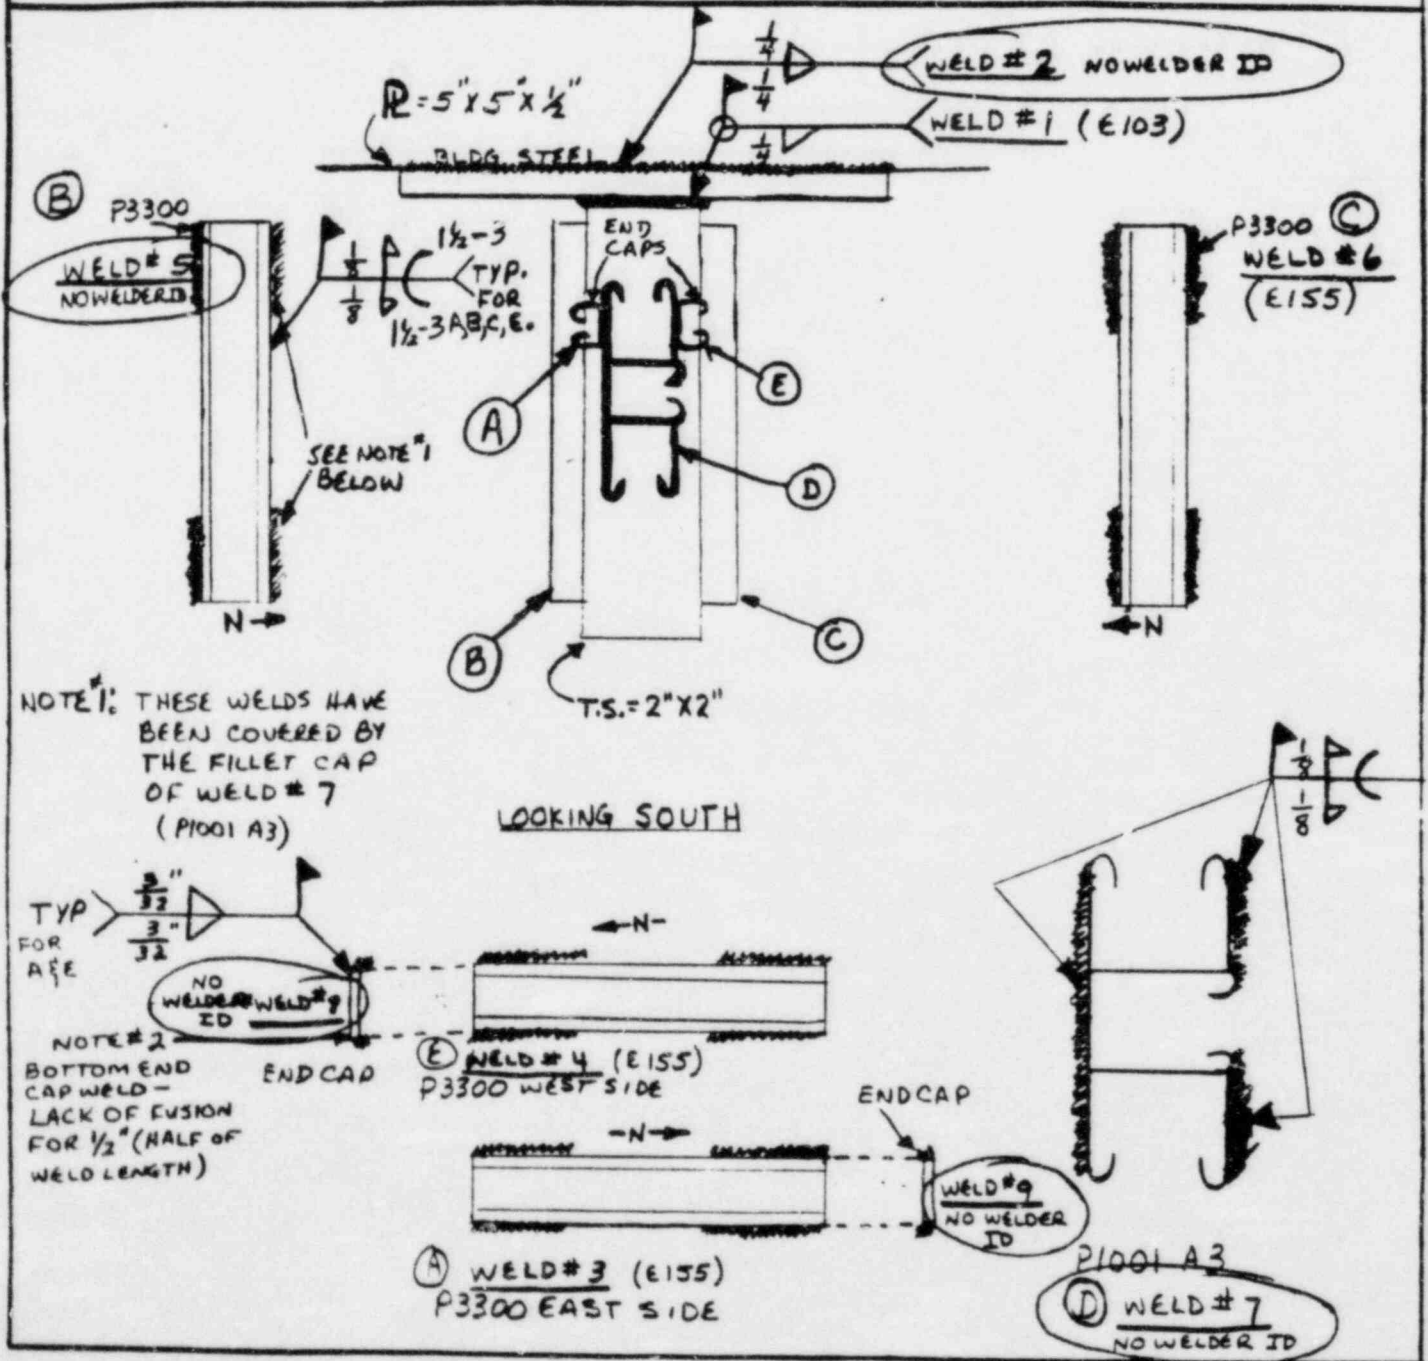 PL = 5" X 5" X 1/2"
BLDG. STEEL
1/4
1/4
WELD # 2 NO WELDER ID
1/4
WELD # 1 (E103)
B
P3300
WELD # 5
NO WELDER ID
1/8
1/8
1½-3
1½-3
TYP.
FOR
A,B,C,E.
SEE NOTE #1
BELOW
N
END
CAPS
A
E
D
B
C
T.S. = 2" X 2"
P3300 C
WELD # 6
(E155)
N
NOTE #1: THESE WELDS HAVE
BEEN COVERED BY
THE FILLET CAP
OF WELD # 7
(P1001 A3)
LOOKING SOUTH
1/8
1/8
TYP
FOR
A & E
3/32"
3/32"
NO
WELDER WELD #8
ID
NOTE #2
BOTTOM END
CAP WELD -
LACK OF FUSION
FOR 1/2" (HALF OF
WELD LENGTH)
END CAP
N
E WELD # 4 (E155)
P3300 WEST SIDE
N
END CAP
WELD #9
NO WELDER
ID
A WELD # 3 (E155)
P3300 EAST SIDE
P1001 A3
D WELD # 7
NO WELDER ID